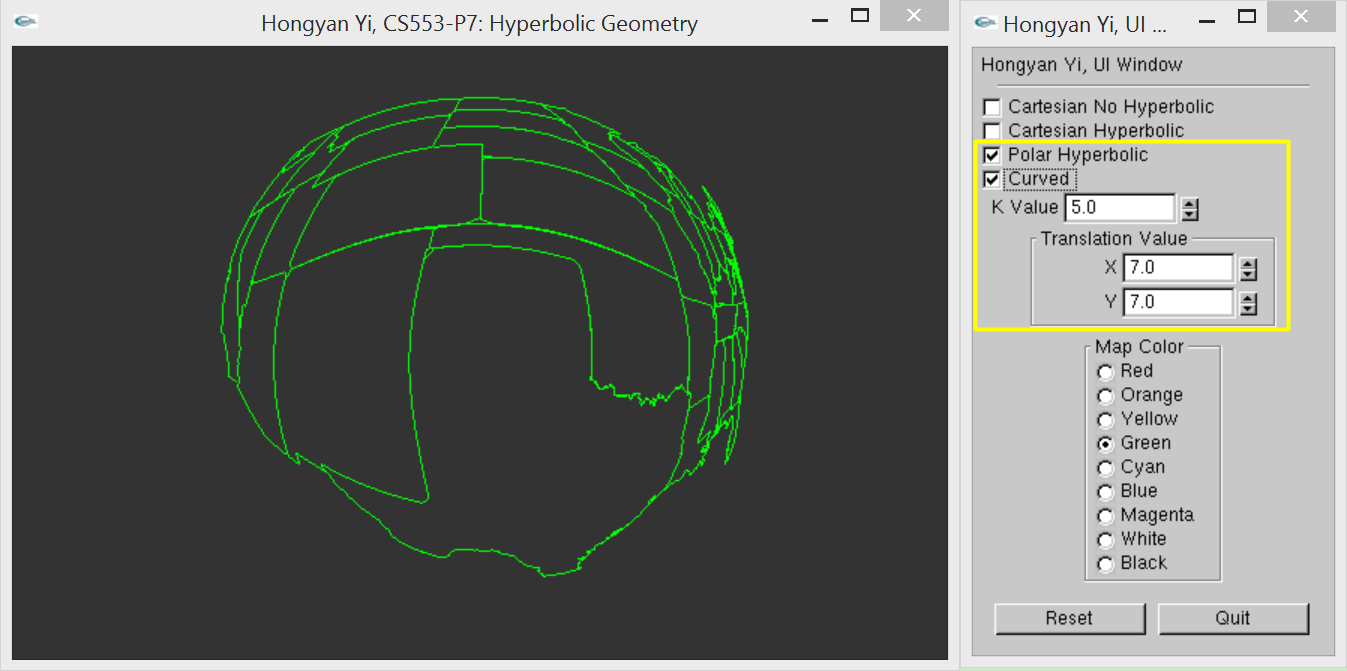 Hongyan Yi, CS553-P7: Hyperbolic Geometry
Hongyan Yi, UI ...
Hongyan Yi, UI Window
Cartesian No Hyperbolic
Cartesian Hyperbolic
Polar Hyperbolic
Curved
K Value 5.0
Translation Value
X 7.0
Y 7.0
Map Color
Red
Orange
Yellow
Green
Cyan
Blue
Magenta
White
Black
Reset Quit